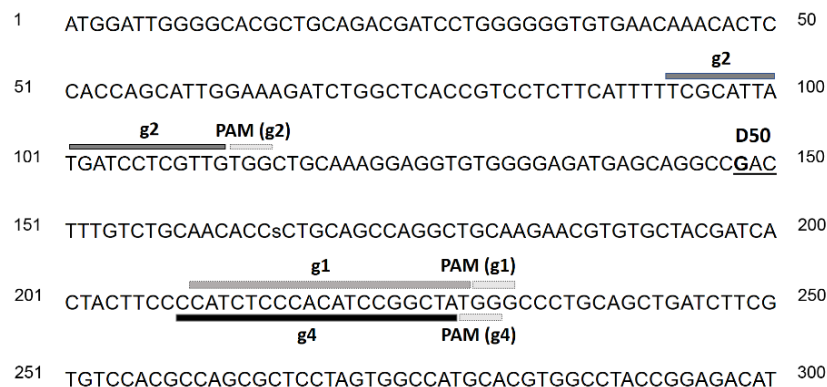 1 ATGGATTGGGGCACGCTGCAGACGATCCTGGGGGGTGTGAACAAACACTC 50
g2
51 CACCAGCATTGGAAAGATCTGGCTCACCGTCCTCTTCATTTTTCGCATTA 100
g2 PAM (g2) D50
101 TGATCCTCGTTGTGGCTGCAAAGGAGGTGTGGGGAGATGAGCAGGCCGAC 150
151 TTTGTCTGCAACACCsCTGCAGCCAGGCTGCAAGAACGTGTGCTACGATCA 200
g1 PAM (g1)
201 CTACTTCCCCATCTCCCACATCCGGCTATGGGCCCTGCAGCTGATCTTCG 250
g4 PAM (g4)
251 TGTCCACGCCAGCGCTCCTAGTGGCCATGCACGTGGCCTACCGGAGACAT 300